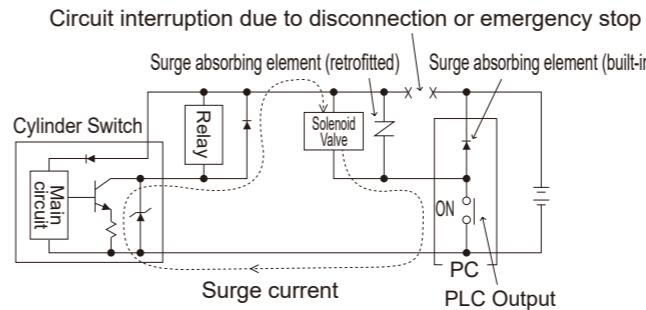 Circuit interruption due to disconnection or emergency stop
Surge absorbing element (retrofitted)
Surge absorbing element (built-in
Cylinder Switch
Relay
Solenoid
Valve
Main
circuit
ON
PC
Surge current
PLC Output